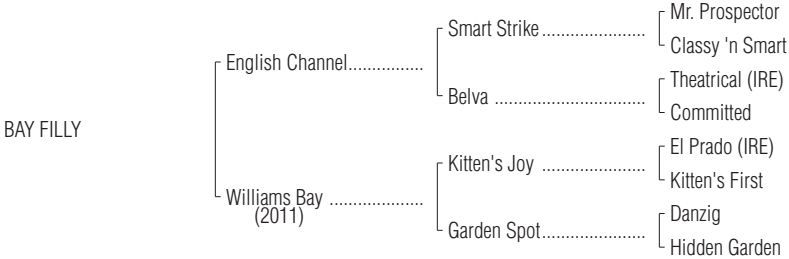 Mr. Prospector
Smart Strike......................
Classy 'n Smart
English Channel................
Theatrical (IRE)
Belva ................................
Committed
BAY FILLY
El Prado (IRE)
Kitten's Joy ......................
Kitten's First
Williams Bay ....................
(2011)
Danzig
Garden Spot......................
Hidden Garden